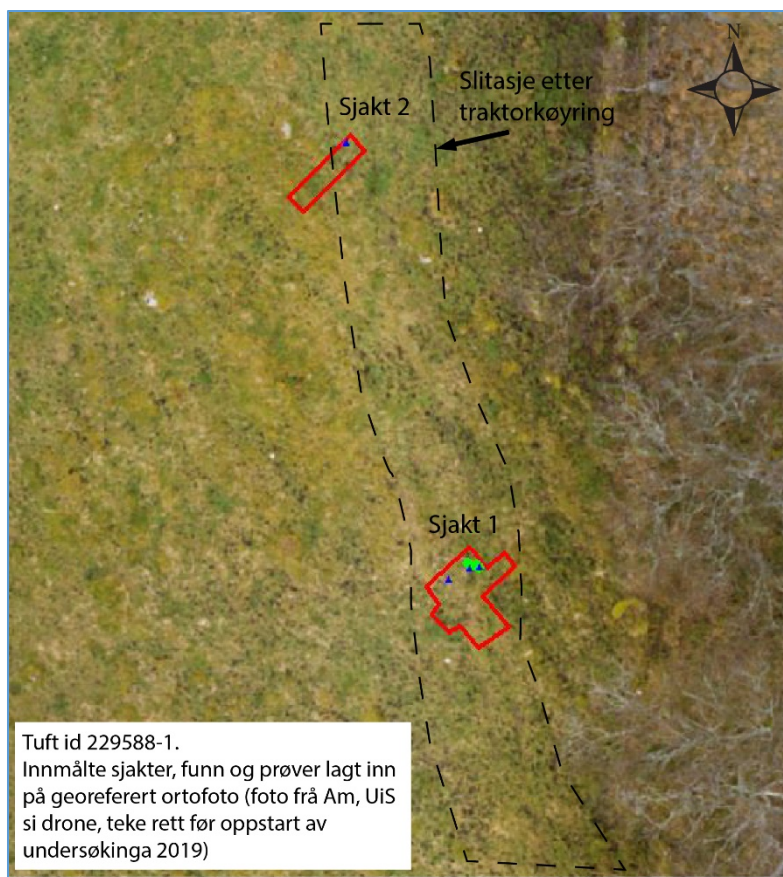 N
Slitasje etter
traktorkøyring
Sjakt 2
Sjakt 1
Tuft id 229588-1.
Innmålte sjakter, funn og prøver lagt inn
på georeferert ortofoto (foto frå Am, UiS
si drone, teke rett før oppstart av
undersøkinga 2019)